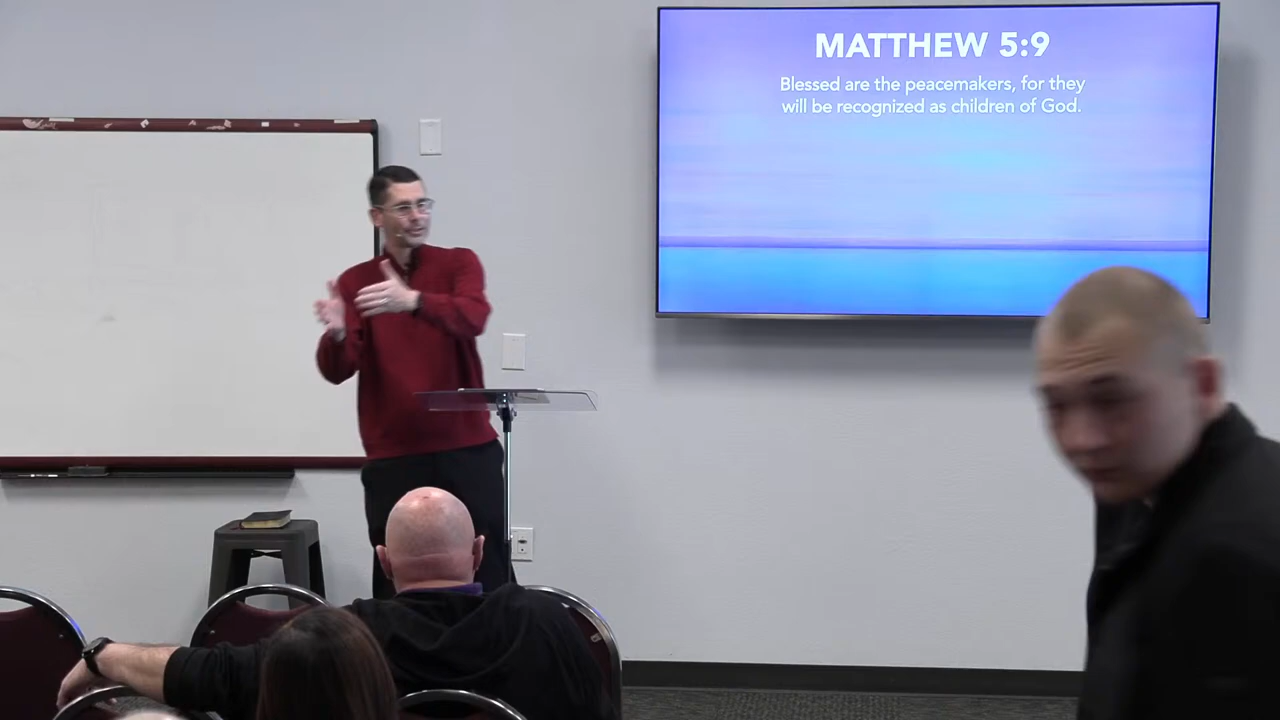 MATTHEW 5:9
Blessed are the peacemakers, for they
will be recognized as children of God.